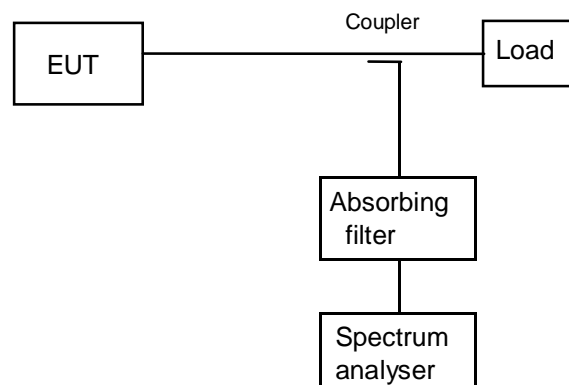 Coupler
EUT
Load
Absorbing
filter
Spectrum
analyser